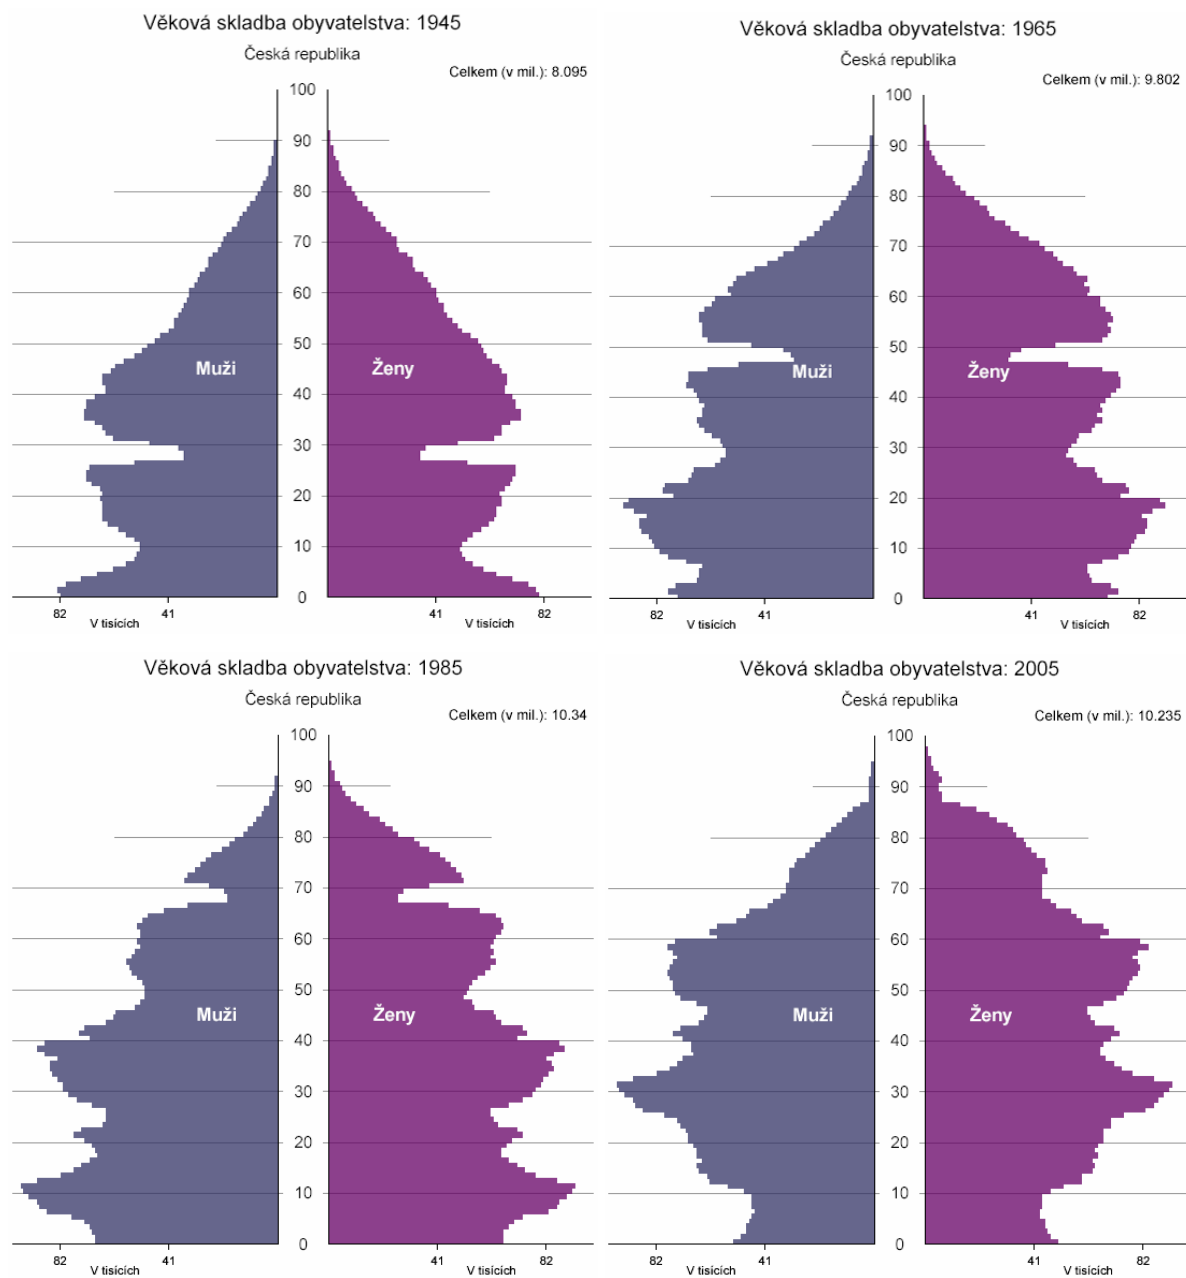 Věková skladba obyvatelstva: 1945
Česká republika
Celkem (v mil.): 8.095
100
90
80
70
60
50
Muži
Ženy
40
30
20
10
0
82
41
41
82
V tisících
V tisících
Věková skladba obyvatelstva: 1965
Česká republika
Celkem (v mil.): 9.802
100
90
80
70
60
50
Muži
Ženy
40
30
20
10
0
82
41
41
82
V tisících
V tisících
Věková skladba obyvatelstva: 1985
Česká republika
Celkem (v mil.): 10.34
100
90
80
70
60
50
Muži
Ženy
40
30
20
10
0
82
41
41
82
V tisících
V tisících
Věková skladba obyvatelstva: 2005
Česká republika
Celkem (v mil.): 10.235
100
90
80
70
60
50
Muži
Ženy
40
30
20
10
0
82
41
41
82
V tisících
V tisících